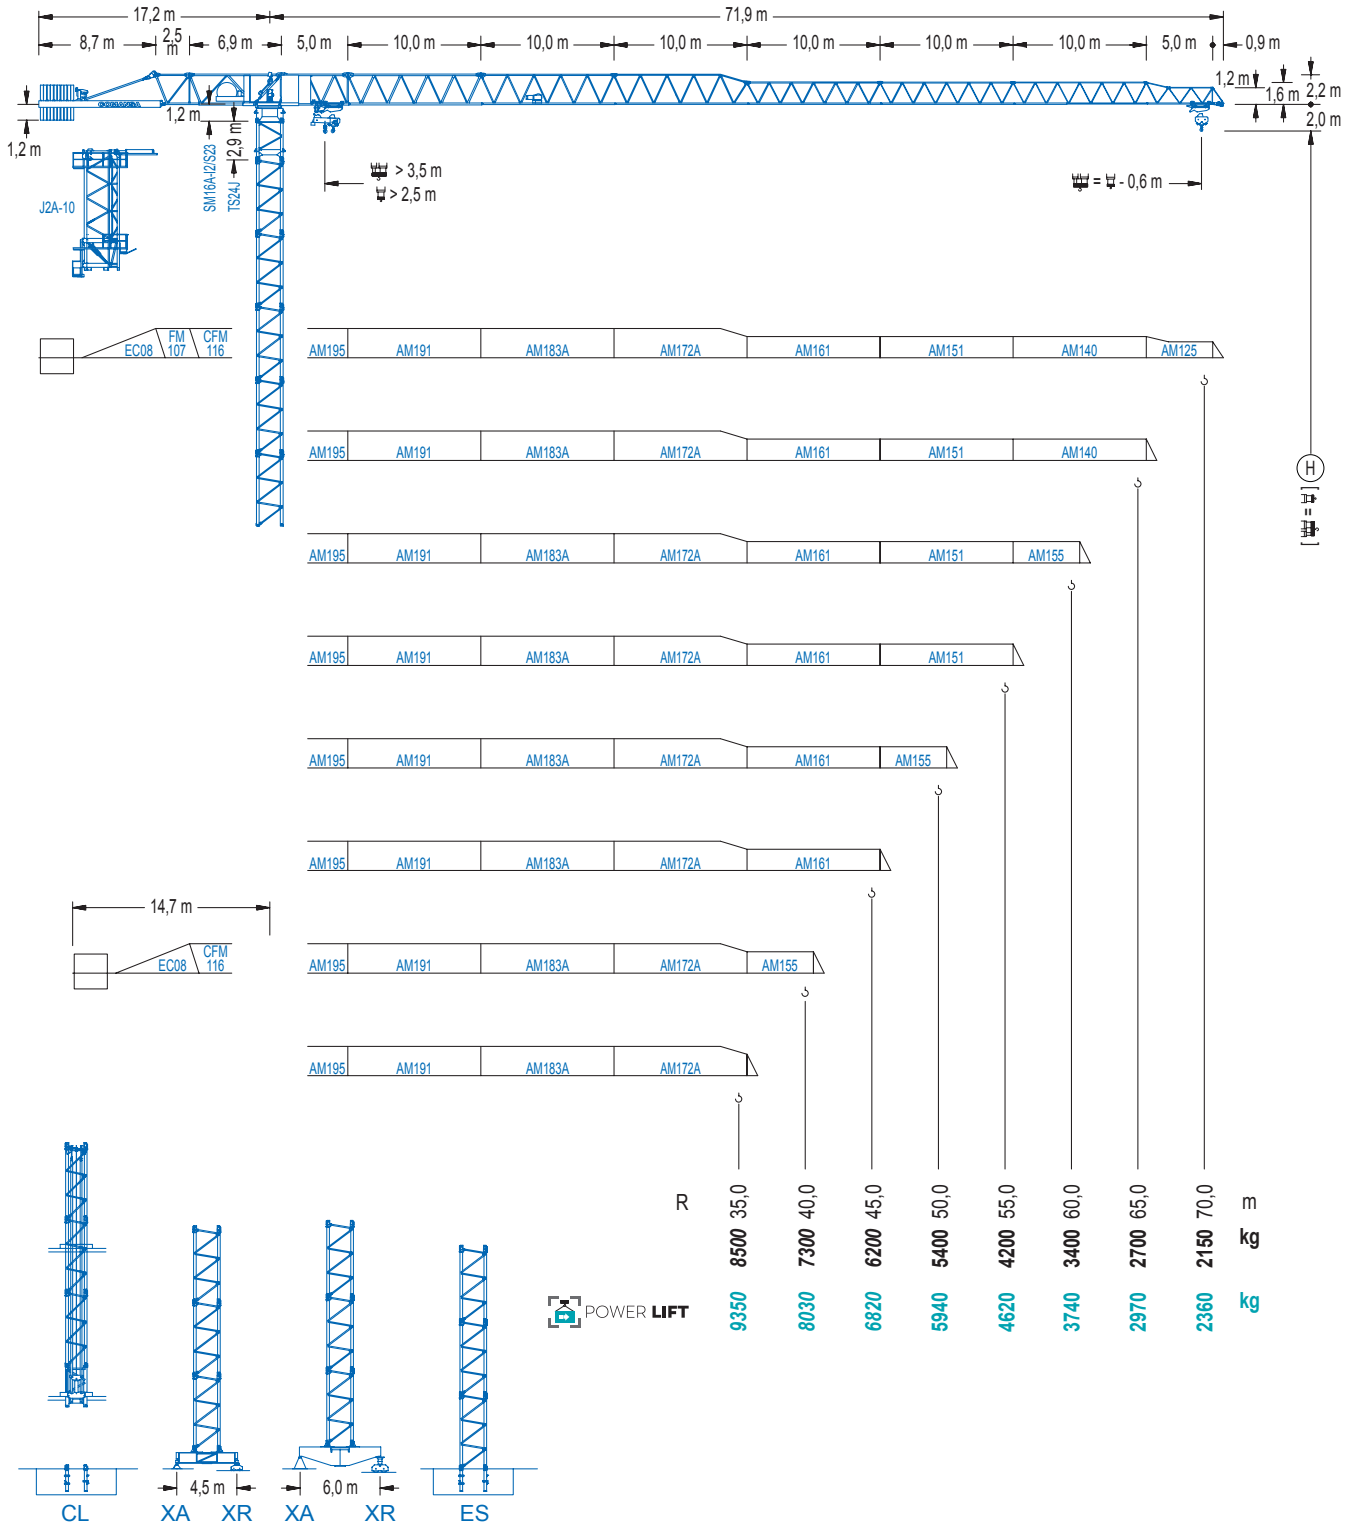 17,2 m 71,9 m
8,7 m 2,5 m 6,9 m 5,0 m 10,0 m 10,0 m 10,0 m 10,0 m 10,0 m 10,0 m 5,0 m 0,9 m
COMANSA
1,2 m 1,2 m 1,2 m 1,6 m 2,2 m 2,0 m
SM16A-I2/S23
TS24J
2,9 m
> 3,5 m
> 2,5 m
= - 0,6 m
J2A-10
EC08 FM 107 CFM 116 AM195 AM191 AM183A AM172A AM161 AM151 AM140 AM125
AM195 AM191 AM183A AM172A AM161 AM151 AM140
H
[ = ]
AM195 AM191 AM183A AM172A AM161 AM151 AM155
AM195 AM191 AM183A AM172A AM161 AM151
AM195 AM191 AM183A AM172A AM161 AM155
AM195 AM191 AM183A AM172A AM161
14,7 m
EC08 CFM 116 AM195 AM191 AM183A AM172A AM155
AM195 AM191 AM183A AM172A
R 35,0 40,0 45,0 50,0 55,0 60,0 65,0 70,0 m
8500 7300 6200 5400 4200 3400 2700 2150 kg
POWER LIFT 9350 8030 6820 5940 4620 3740 2970 2360 kg
4,5 m 6,0 m
CL XA XR XA XR ES